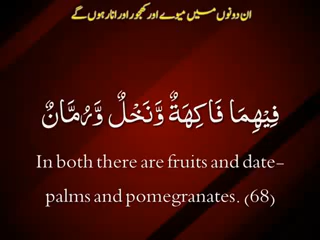 ان دونوں میں میوے اور کھجور اور انار ہوں گے
فِيْهِمَا فَاكِهَةٌ وَّنَخْلٌ وَّرُمَّانٌ
In both there are fruits and date-
palms and pomegranates. (68)